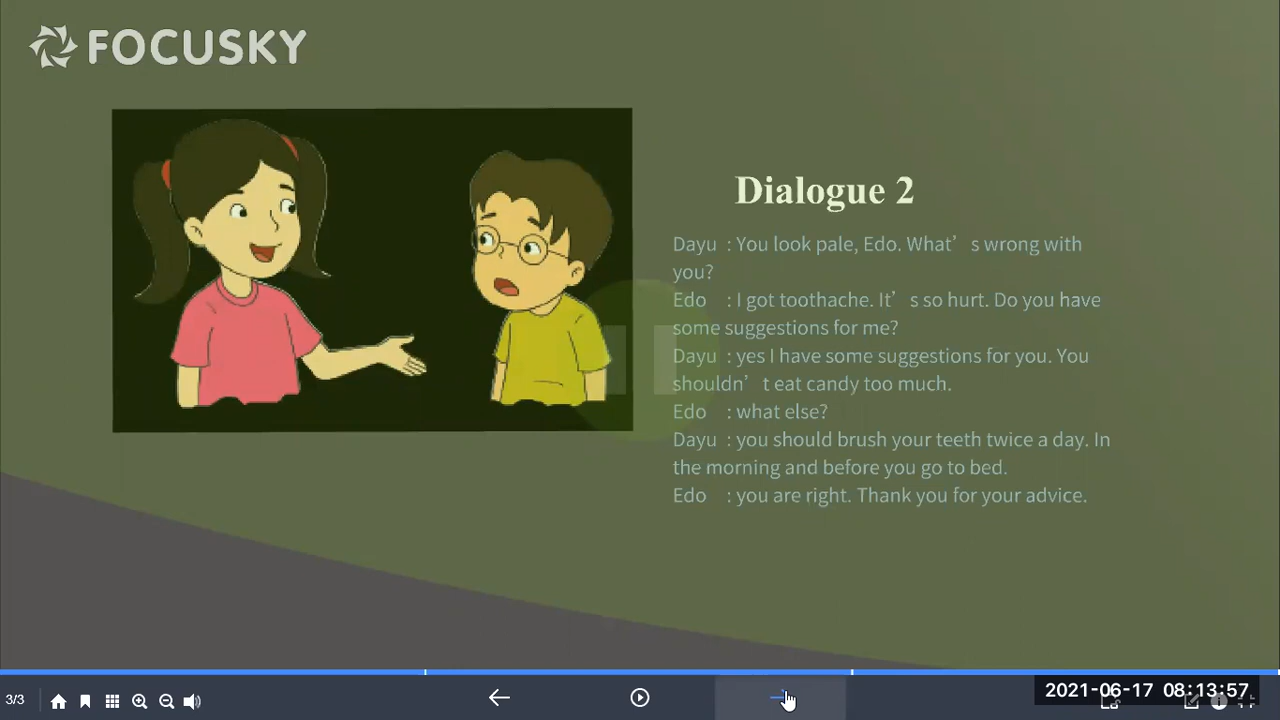 FOCUSKY
Dialogue 2
Dayu : You look pale, Edo. What’s wrong with
you?
Edo : I got toothache. It’s so hurt. Do you have
some suggestions for me?
Dayu : yes I have some suggestions for you. You
shouldn’t eat candy too much.
Edo : what else?
Dayu : you should brush your teeth twice a day. In
the morning and before you go to bed.
Edo : you are right. Thank you for your advice.
3/3
2021-06-17 08:13:57